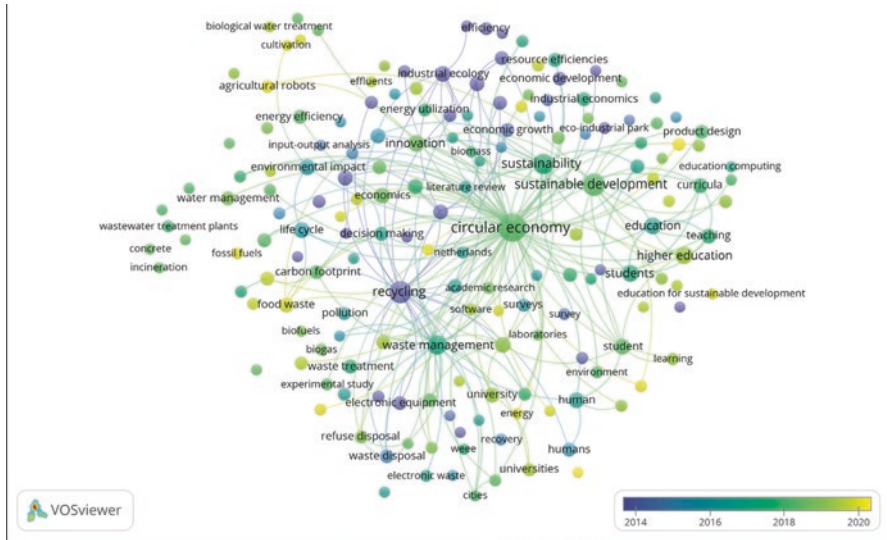 biological water treatment
efficiency
cultivation
resource efficiencies
industrial ecology
economic development
effluents
agricultural robots
industrial economics
energy utilization
energy efficiency
economic growth
eco-industrial park
product design
innovation
input-output analysis
biomass
sustainability
environmental impact
education computing
literature review
sustainable development
curricula
economics
water management
circular economy
education
wastewater treatment plants
life cycle
decision making
teaching
concrete
fossil fuels
netherlands
higher education
incineration
carbon footprint
students
recycling
academic research
education for sustainable development
food waste
software
surveys
pollution
survey
biofuels
laboratories
waste management
student
biogas
learning
waste treatment
environment
experimental study
university
human
electronic equipment
energy
refuse disposal
recovery
weee
humans
waste disposal
universities
electronic waste
cities
VOSviewer
2014 2016 2018 2020